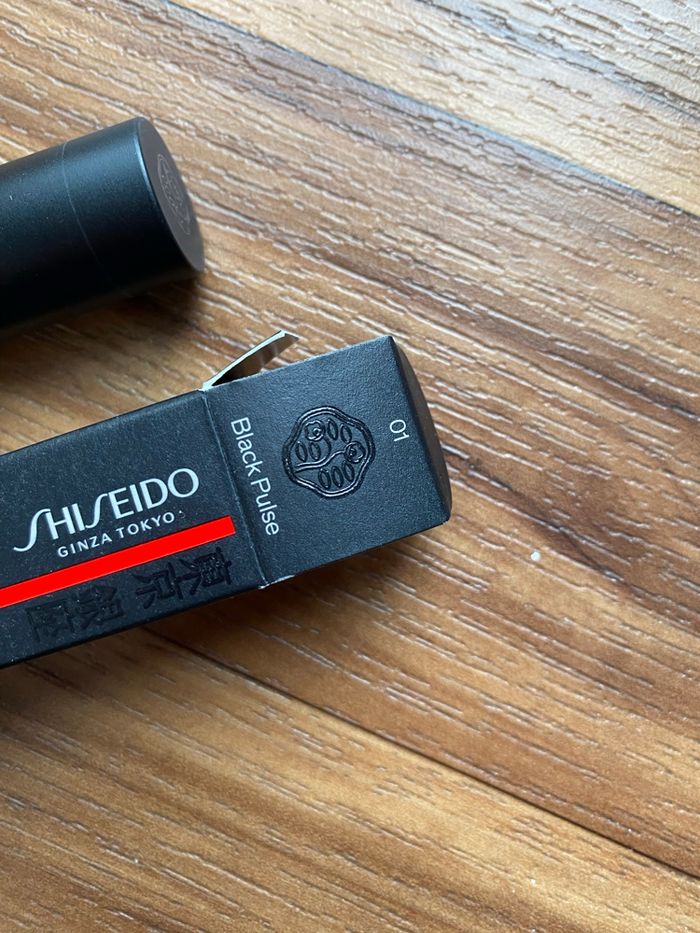 SHISEIDO
GINZA TOKYO
東京
銀座
Black Pulse
01